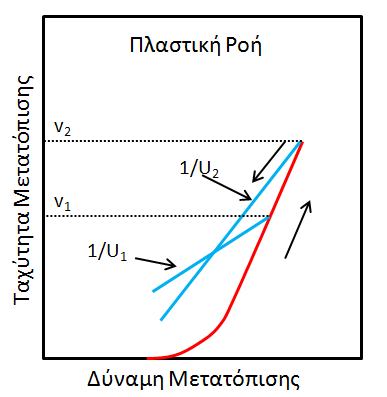 Πλαστική Ροή
v2
1/U2
v1
1/U1
Ταχύτητα Μετατόπισης
Δύναμη Μετατόπισης